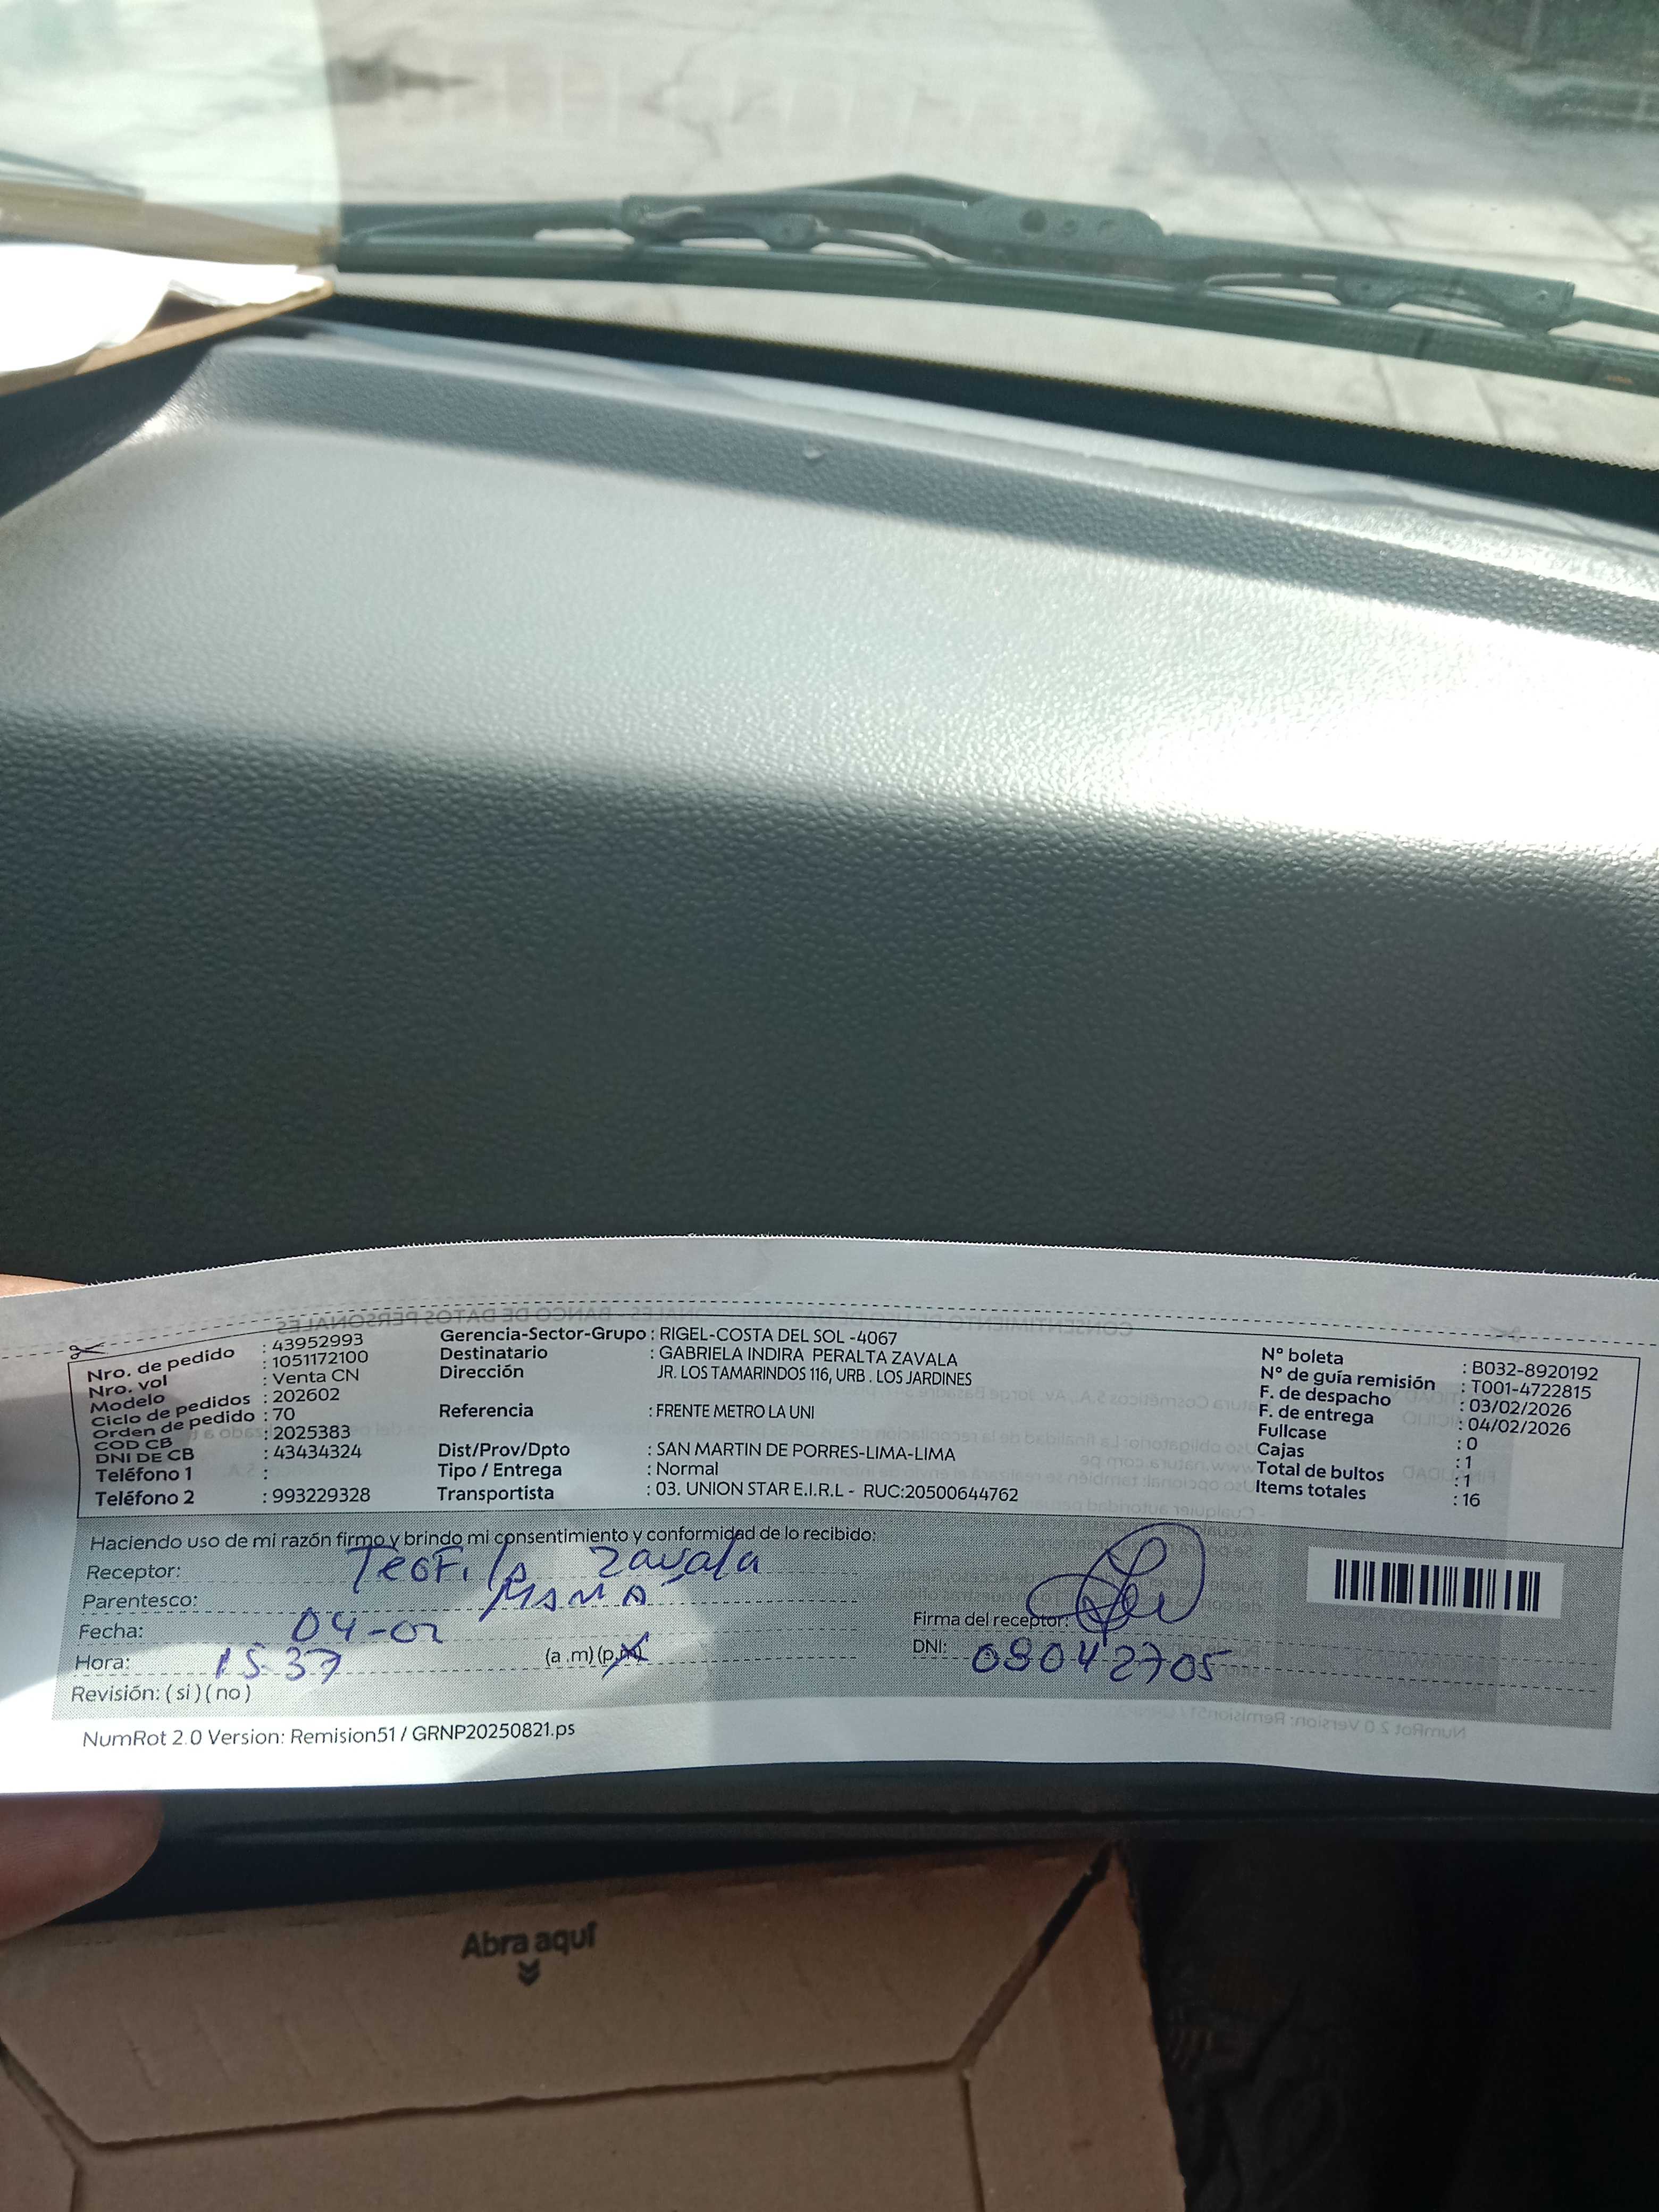 Nro. de pedido : 43952993
Nro. vol : 1051172100
Modelo : Venta CN
Ciclo de pedidos : 202602
Orden de pedido : 70
COD CB : 2025383
DNI DE CB : 43434324
Teléfono 1 :
Teléfono 2 : 993229328
Gerencia-Sector-Grupo : RIGEL-COSTA DEL SOL -4067
Destinatario : GABRIELA INDIRA PERALTA ZAVALA
Dirección JR. LOS TAMARINDOS 116, URB . LOS JARDINES
Referencia : FRENTE METRO LA UNI
Dist/Prov/Dpto : SAN MARTIN DE PORRES-LIMA-LIMA
Tipo / Entrega : Normal
Transportista : 03. UNION STAR E.I.R.L - RUC:20500644762
N° boleta : B032-8920192
N° de guía remisión : T001-4722815
F. de despacho : 03/02/2026
F. de entrega : 04/02/2026
Fullcase : 0
Cajas : 1
Total de bultos : 1
Items totales : 16
Haciendo uso de mi razón firmo y brindo mi consentimiento y conformidad de lo recibido:
Receptor: Teofila Zavala
Parentesco: MAMA
Fecha: 04-02
Hora: 15:37 (a .m) (p.m)
Revisión: ( si ) ( no )
Firma del receptor:
DNI: 08042705
NumRot 2.0 Version: Remision51 / GRNP20250821.ps
Abra aquí